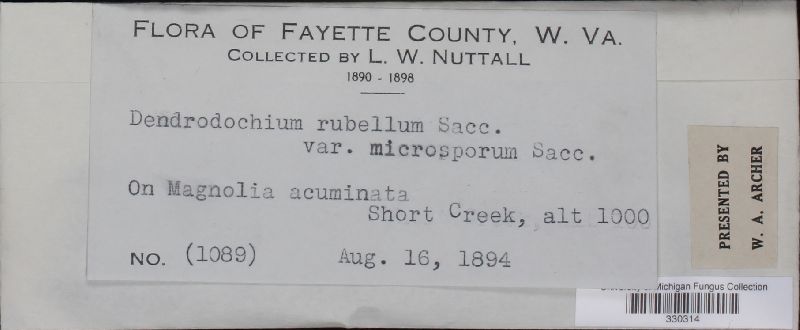 FLORA OF FAYETTE COUNTY, W. VA.
COLLECTED BY L. W. NUTTALL
1890 - 1898
Dendrodochium rubellum Sacc.
var. microsporum Sacc.
On Magnolia acuminata
Short Creek, alt 1000
NO. (1089) Aug. 16, 1894
PRESENTED BY
W. A. ARCHER
Michigan Fungus Collection
330314